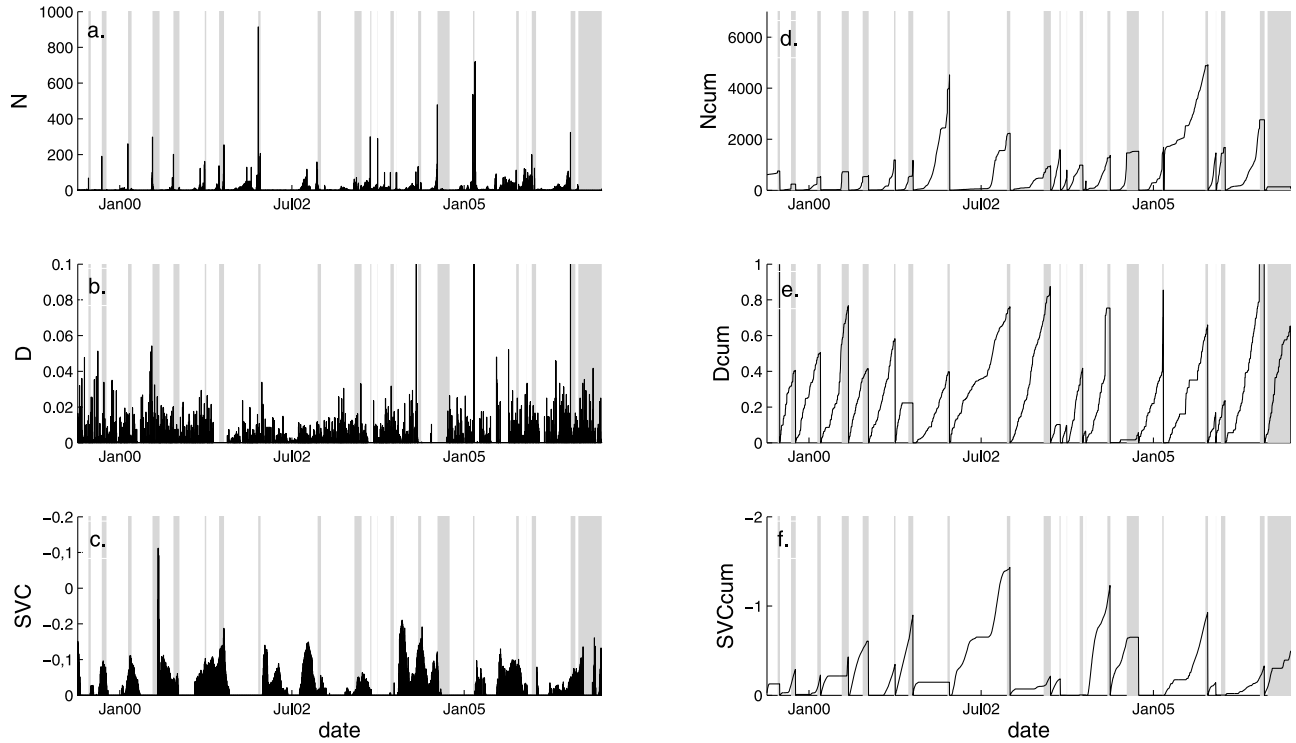 a.
1000
800
600
400
200
0
N
Jan00
Jul02
Jan05
b.
0.1
0.08
0.06
0.04
0.02
0
D
Jan00
Jul02
Jan05
c.
−0.2
−0,1
0
−0.2
−0.1
0
SVC
Jan00
Jul02
Jan05
date
d.
6000
4000
2000
0
Ncum
Jan00
Jul02
Jan05
e.
1
0.8
0.6
0.4
0.2
0
Dcum
Jan00
Jul02
Jan05
f.
−2
−1
0
SVCcum
Jan00
Jul02
Jan05
date